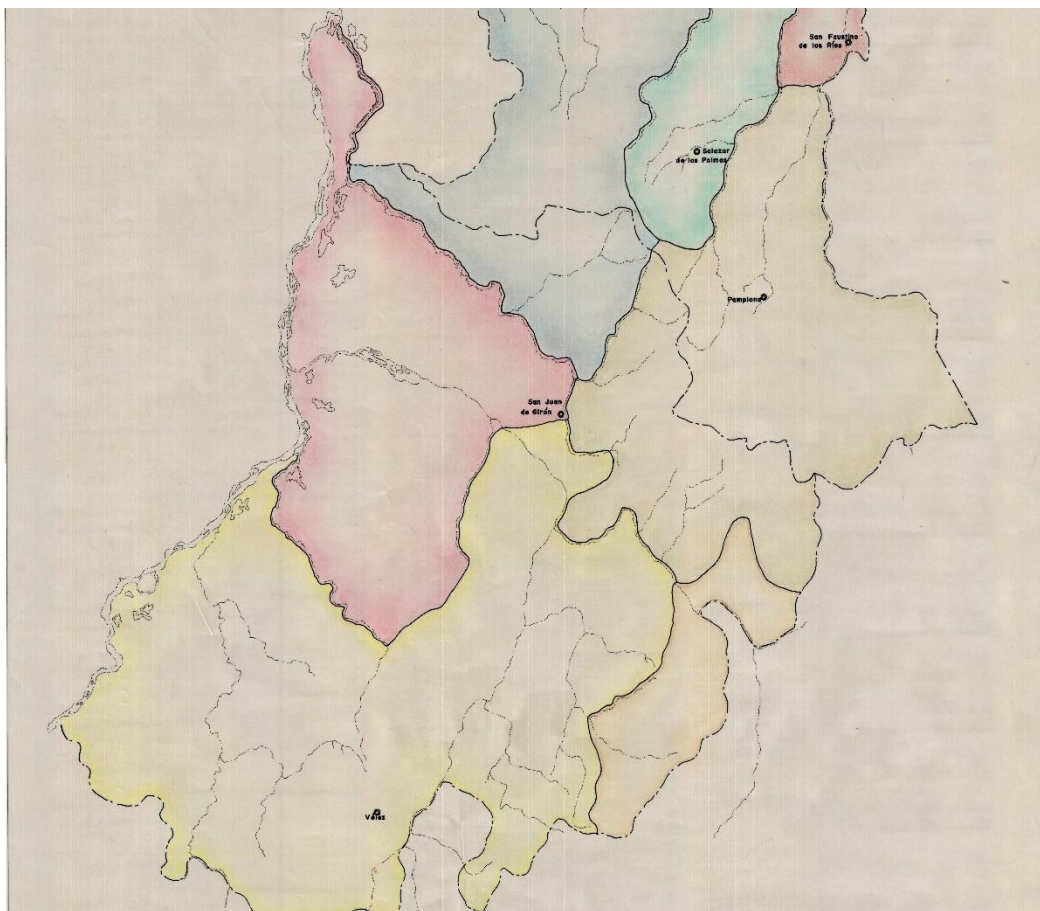 San Faustino
de los Ríos
Salazar
de las Palmas
Pamplona
San Juan
de Girón
Vélez